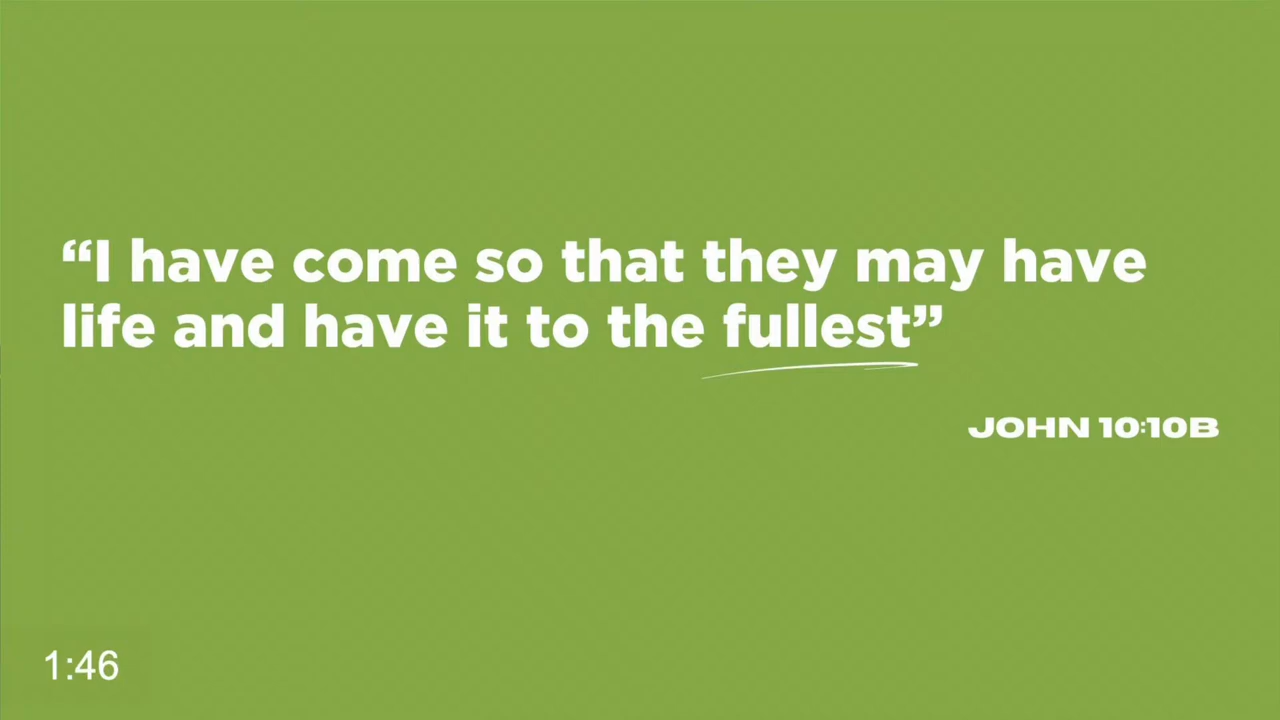 “I have come so that they may have
life and have it to the fullest”
JOHN 10:10B
1:46